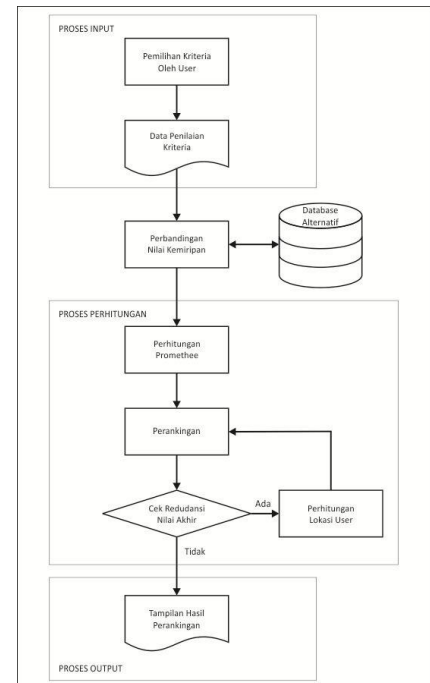 PROSES INPUT
Pemilihan Kriteria
Oleh User
Data Penilaian
Kriteria
Database
Alternatif
Perbandingan
Nilai Kemiripan
PROSES PERHITUNGAN
Perhitungan
Promethee
Perankingan
Cek Redudansi
Nilai Akhir
Ada
Perhitungan
Lokasi User
Tidak
Tampilan Hasil
Perankingan
PROSES OUTPUT